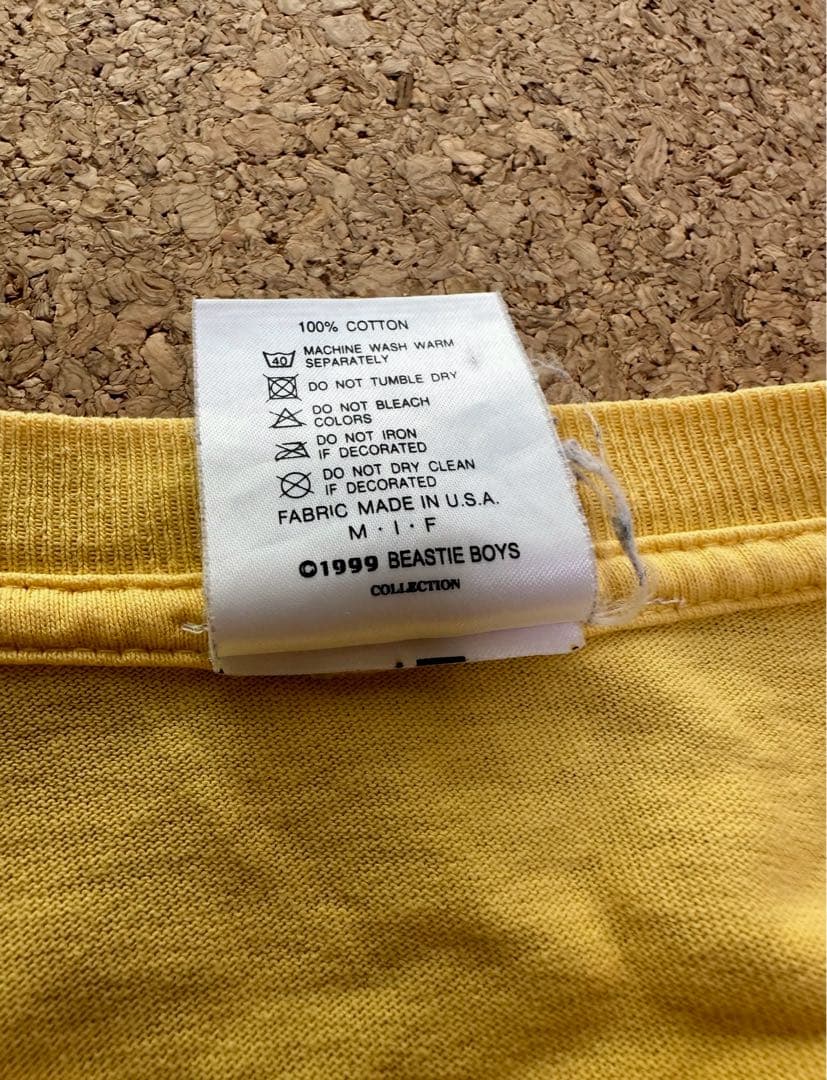 100% COTTON
40 MACHINE WASH WARM
SEPARATELY
DO NOT TUMBLE DRY
DO NOT BLEACH
COLORS
DO NOT IRON
IF DECORATED
DO NOT DRY CLEAN
IF DECORATED
FABRIC MADE IN U.S.A.
M · I · F
©1999 BEASTIE BOYS
COLLECTION